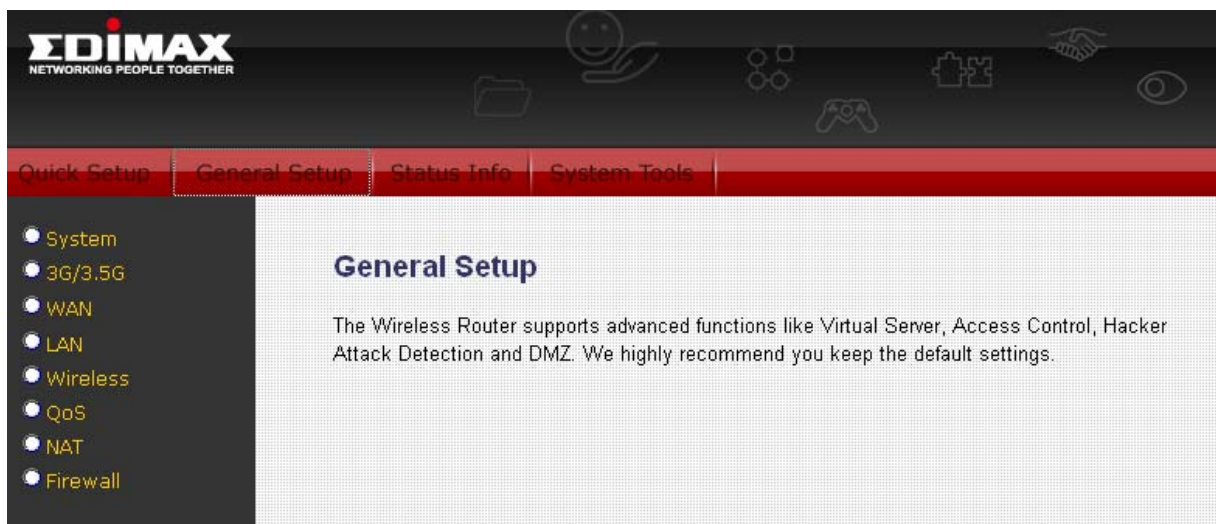 EDIMAX
NETWORKING PEOPLE TOGETHER
Quick Setup General Setup Status Info System Tools
System
3G/3.5G
WAN
LAN
Wireless
QoS
NAT
Firewall
General Setup
The Wireless Router supports advanced functions like Virtual Server, Access Control, Hacker
Attack Detection and DMZ. We highly recommend you keep the default settings.